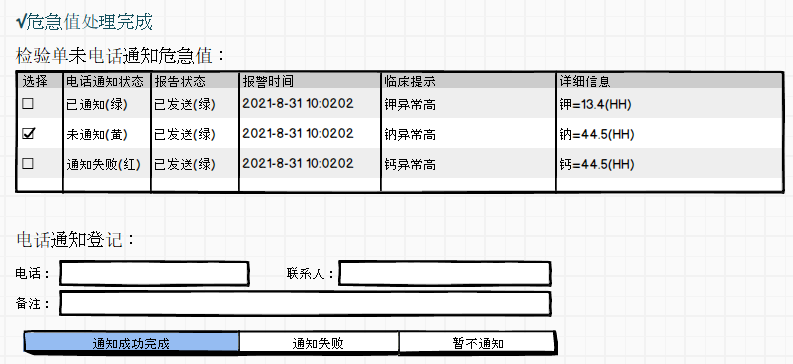 √危急值处理完成
检验单未电话通知危急值：
选择 电话通知状态 报告状态 报警时间 临床提示 详细信息
已通知(绿) 已发送(绿) 2021-8-31 10:0202 钾异常高 钾=13.4(HH)
未通知(黄) 已发送(绿) 2021-8-31 10:0202 钠异常高 钠=44.5(HH)
通知失败(红) 已发送(绿) 2021-8-31 10:0202 钙异常高 钙=44.5(HH)
电话通知登记：
电话： 联系人：
备注：
通知成功完成 通知失败 暂不通知